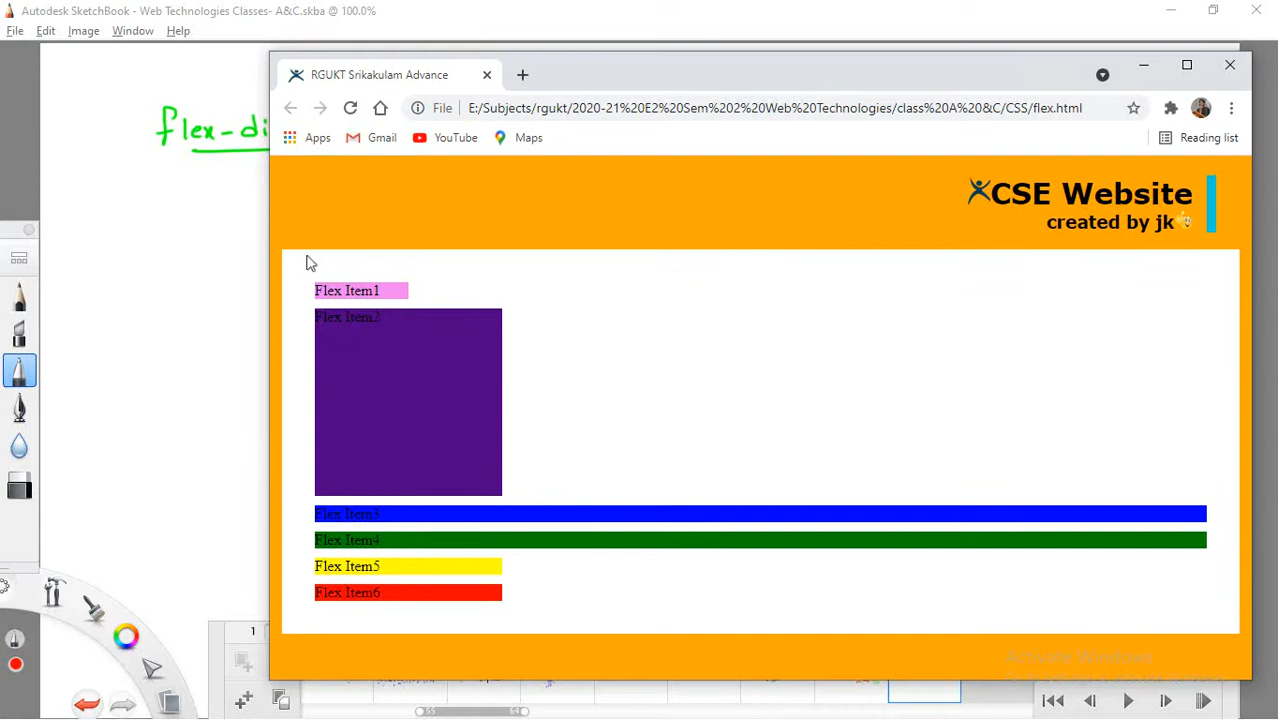 Autodesk SketchBook - Web Technologies Classes- A&C.skba @ 100.0%
File Edit Image Window Help
flex-di
RGUKT Srikakulam Advance
File E:/Subjects/rgukt/2020-21%20E2%20Sem%202%20Web%20Technologies/class%20A%20&C/CSS/flex.html
Apps Gmail YouTube Maps Reading list
CSE Website
created by jk
Flex Item1
Flex Item2
Flex Item3
Flex Item4
Flex Item5
Flex Item6
1
Activate Windows